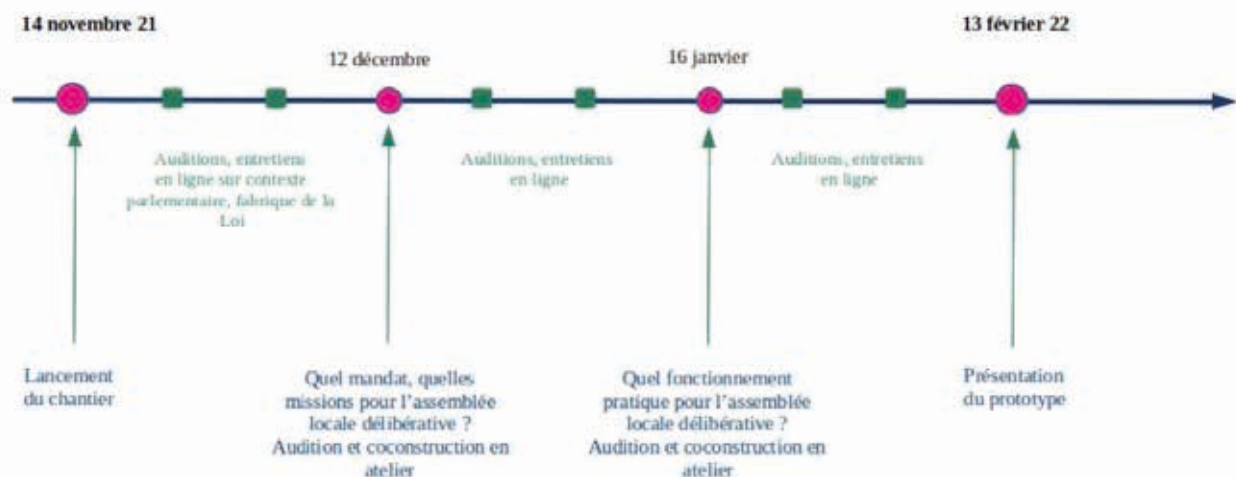 14 novembre 21
13 février 22
12 décembre
16 janvier
Auditions, entretiens
en ligne sur contexte
parlementaire, fabrique de la
Loi
Auditions, entretiens
en ligne
Auditions, entretiens
en ligne
Lancement
du chantier
Quel mandat, quelles
missions pour l'assemblée
locale délibérative ?
Audition et coconstruction en
atelier
Quel fonctionnement
pratique pour l'assemblée
locale délibérative ?
Audition et coconstruction en
atelier
Présentation
du prototype